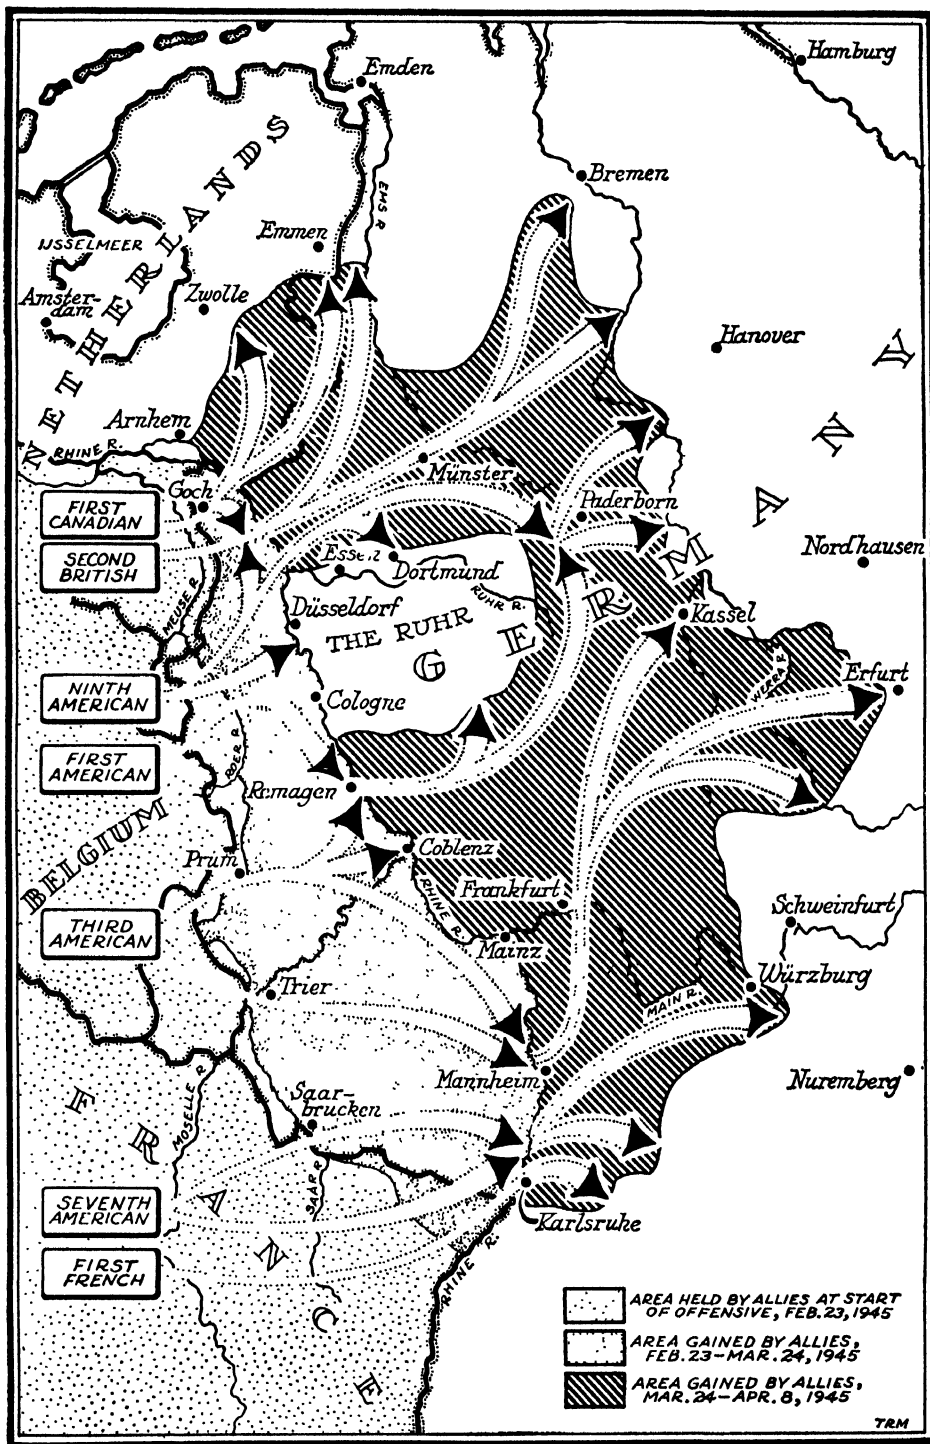 Hamburg
Emden
Bremen
EMS R
NETHERLANDS
Emmen
IJSSELMEER
Amster-
dam
Zwolle
Hanover
Arnhem
RHINE R.
Goch
Münster
Paderborn
FIRST
CANADIAN
SECOND
BRITISH
Nordhausen
Dortmund
RUHR R.
MEUSE R.
Düsseldorf
THE RUHR
GERMANY
Kassel
WERRA R.
Erfurt
NINTH
AMERICAN
Cologne
FIRST
AMERICAN
ROER R.
Remagen
BELGIUM
Prum
Coblenz
RHINE R.
Frankfurt
Schweinfurt
THIRD
AMERICAN
Mainz
Trier
Würzburg
MAIN R.
Mannheim
Nuremberg
FRANCE
MOSELLE R.
Saar-
brucken
SAAR R.
SEVENTH
AMERICAN
Karlsruhe
FIRST
FRENCH
RHINE R.
AREA HELD BY ALLIES AT START
OF OFFENSIVE, FEB. 23, 1945
AREA GAINED BY ALLIES,
FEB. 23-MAR. 24, 1945
AREA GAINED BY ALLIES,
MAR. 24-APR. 8, 1945
TRM